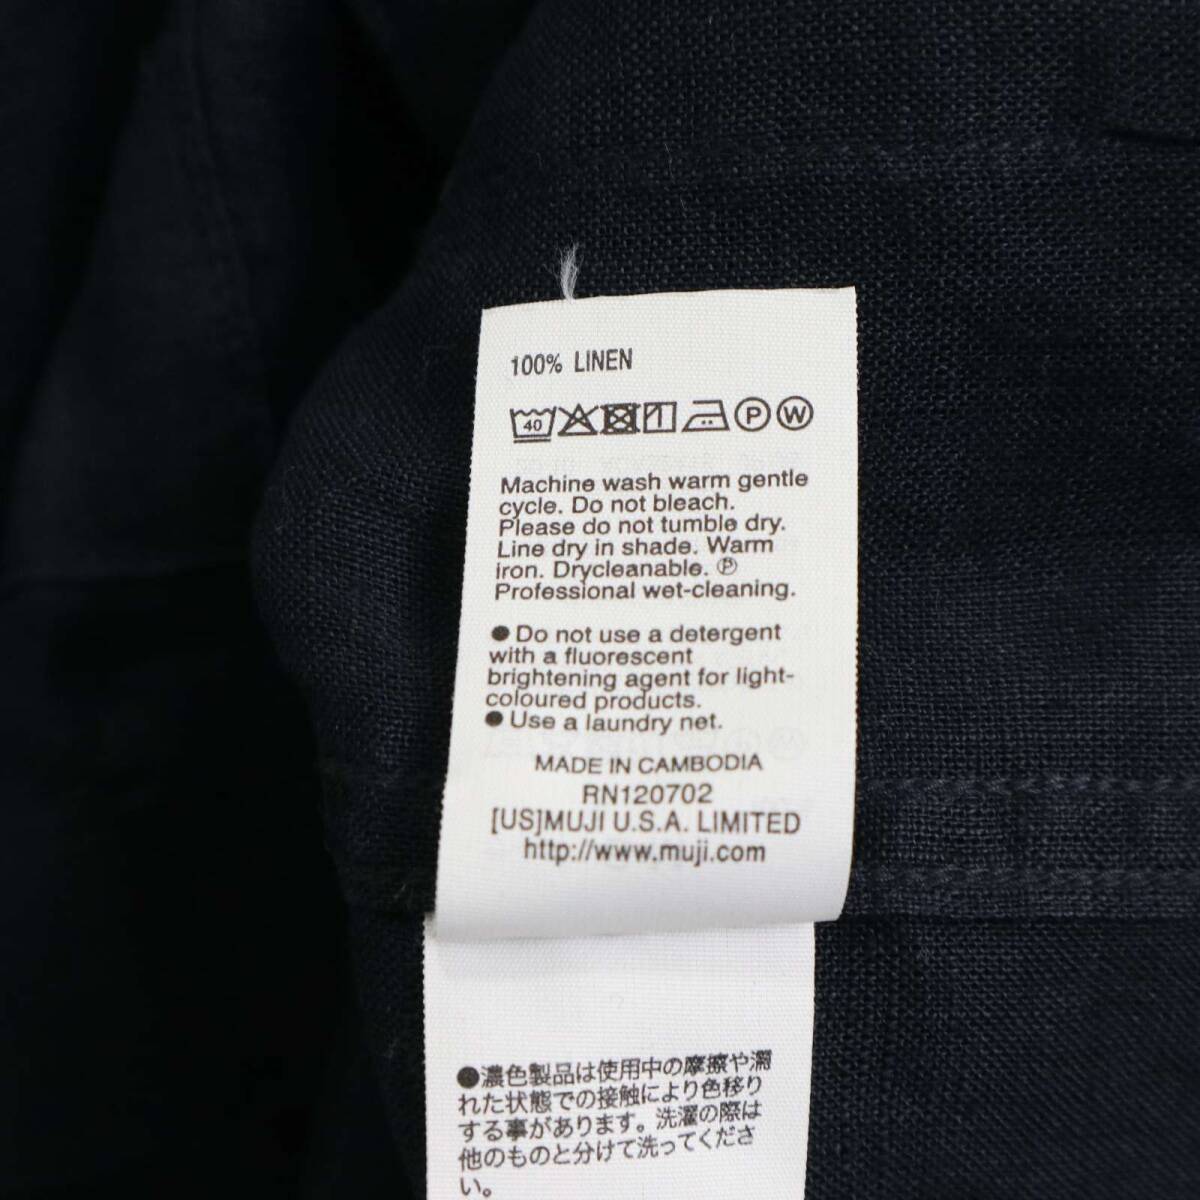 100% LINEN
40 P W
Machine wash warm gentle
cycle. Do not bleach.
Please do not tumble dry.
Line dry in shade. Warm
iron. Drycleanable. Ⓟ
Professional wet-cleaning.
● Do not use a detergent
with a fluorescent
brightening agent for light-
coloured products.
● Use a laundry net.
MADE IN CAMBODIA
RN120702
[US]MUJI U.S.A. LIMITED
http://www.muji.com
●濃色製品は使用中の摩擦や濡
れた状態での接触により色移り
する事があります。洗濯の際は
他のものと分けて洗ってくださ
い。